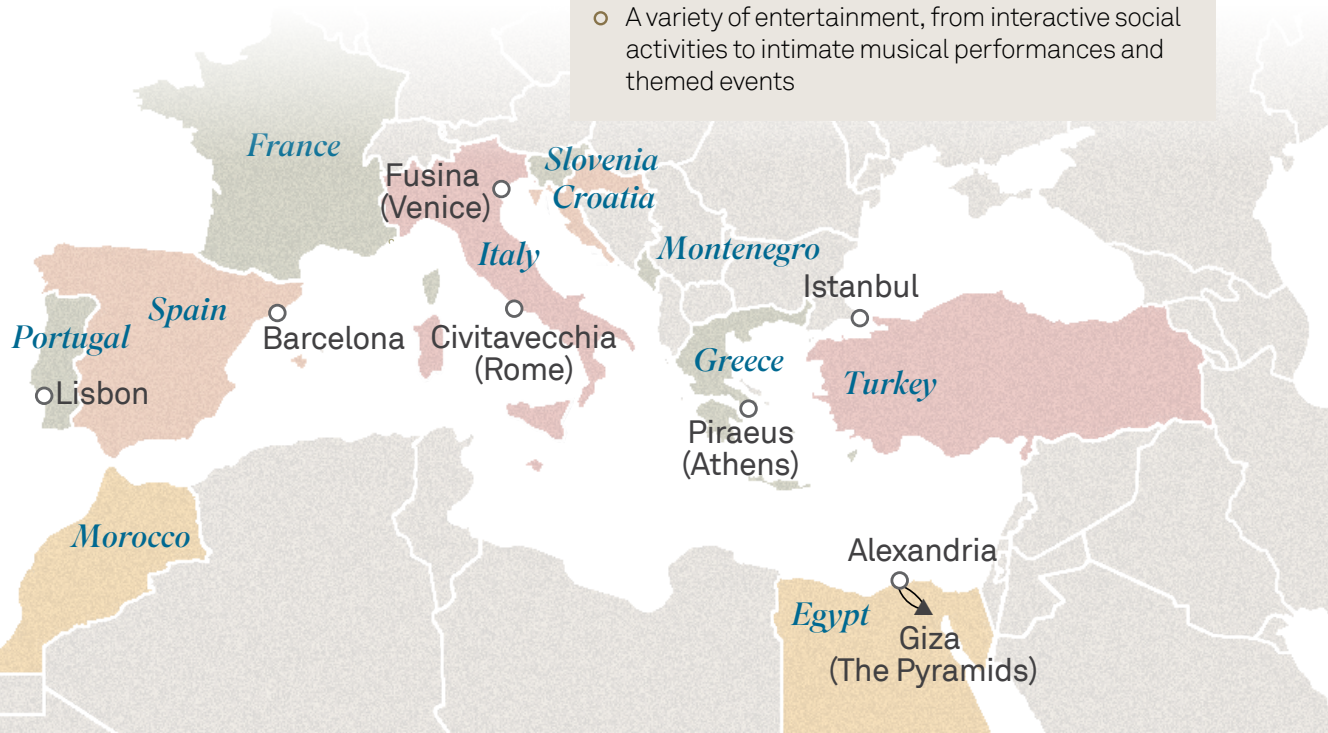 A variety of entertainment, from interactive social
activities to intimate musical performances and
themed events
France
Slovenia
Fusina
(Venice)
Croatia
Italy
Montenegro
Istanbul
Spain
Portugal
Barcelona
Civitavecchia
(Rome)
Greece
Turkey
Lisbon
Piraeus
(Athens)
Morocco
Alexandria
Egypt
Giza
(The Pyramids)